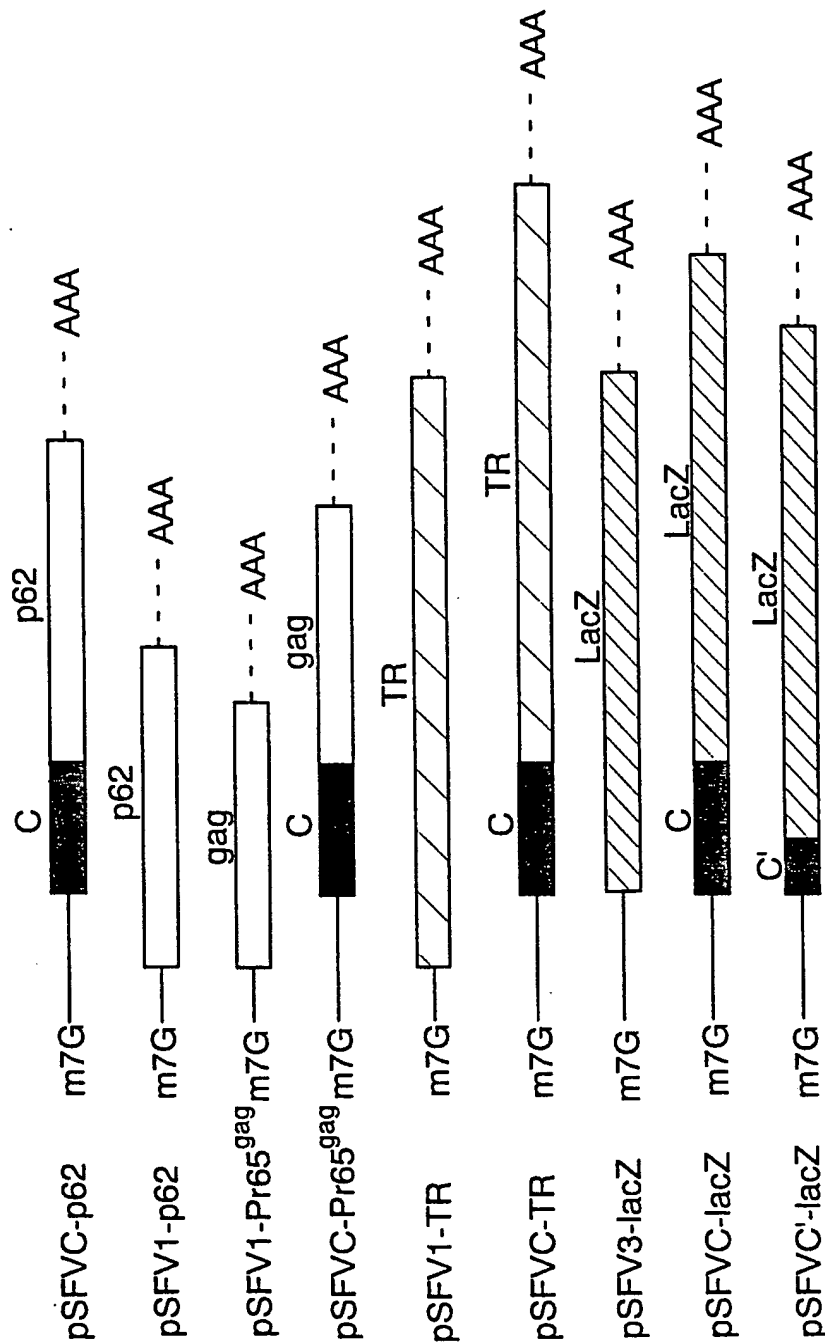 pSFVC-p62 m7G C p62 AAA
pSFV1-p62 m7G p62 AAA
pSFV1-Pr65gag m7G gag AAA
pSFVC-Pr65gag m7G C gag AAA
pSFV1-TR m7G TR AAA
pSFVC-TR m7G C TR AAA
pSFV3-lacZ m7G LacZ AAA
pSFVC-lacZ m7G C LacZ AAA
pSFVC'-lacZ m7G C' LacZ AAA